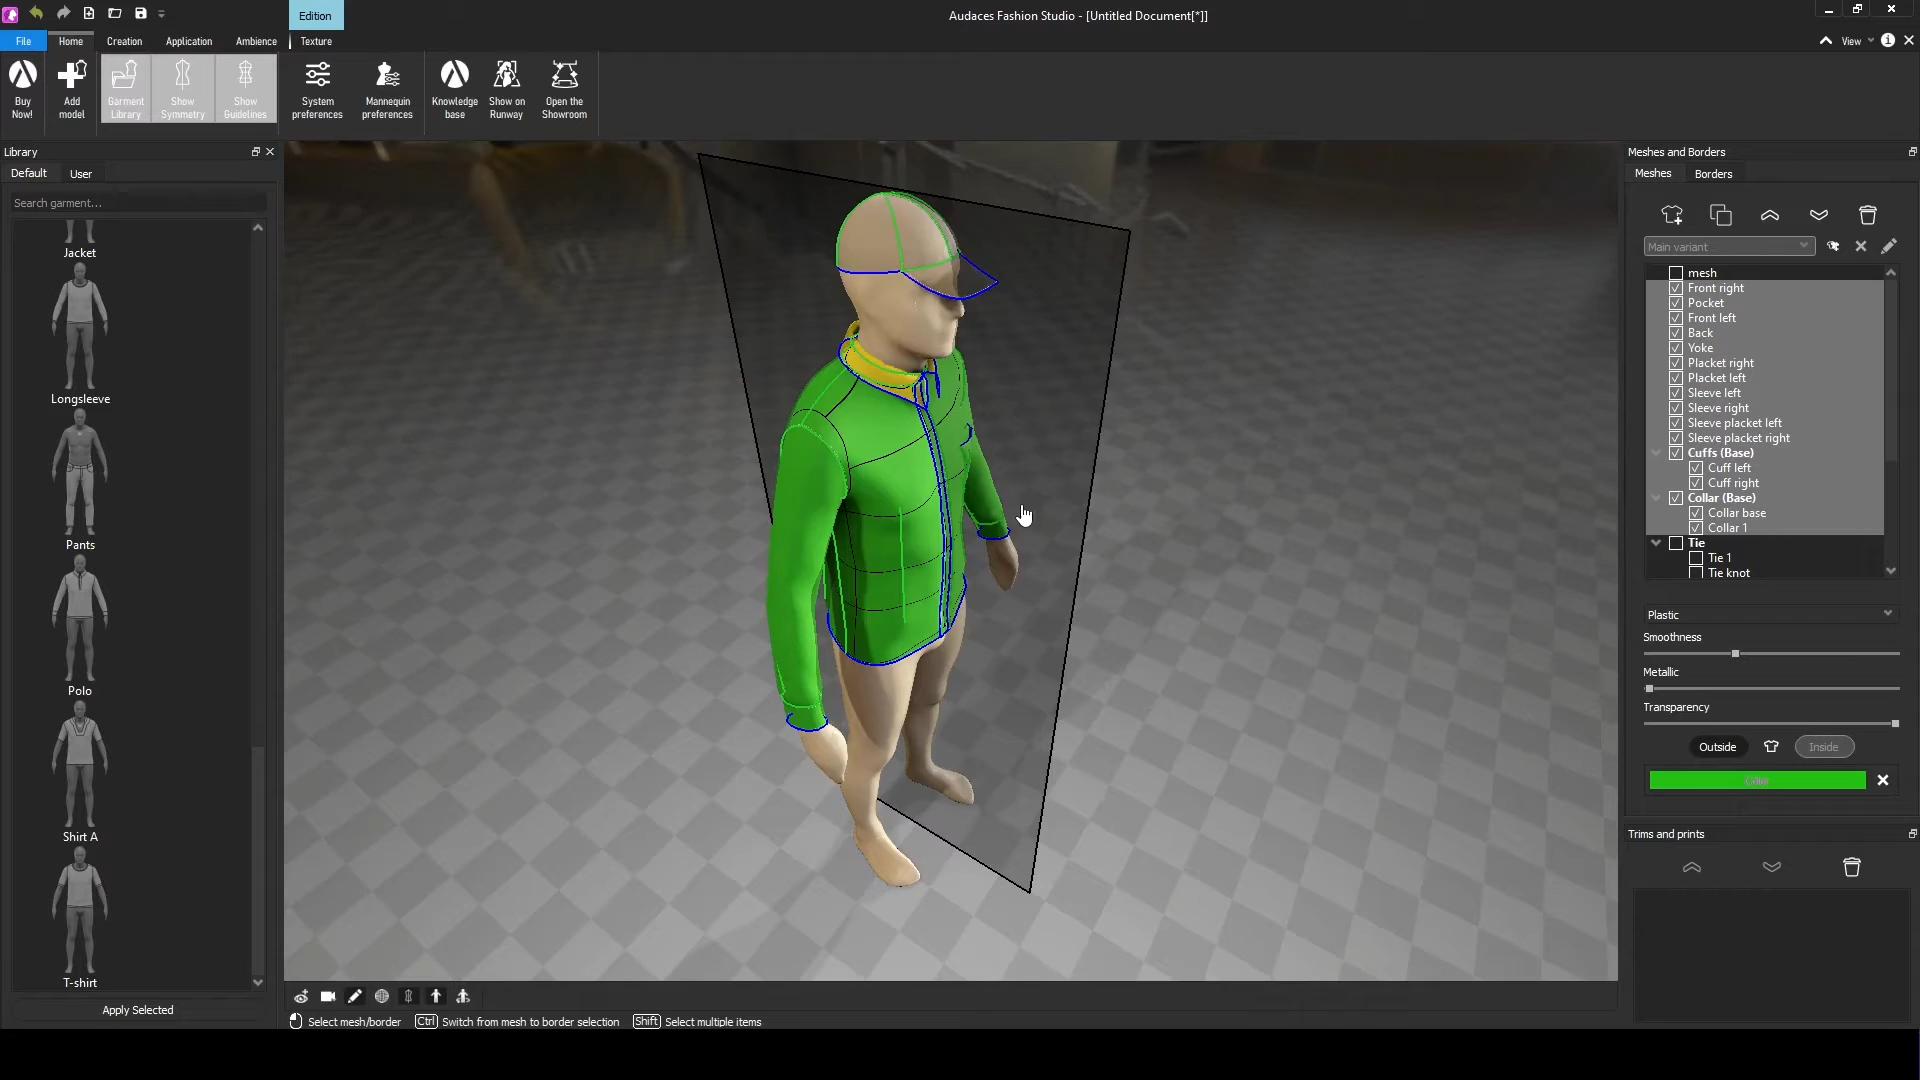 Edition
Audaces Fashion Studio - [Untitled Document[*]]
File
Home
Creation
Application
Ambience
Texture
View
Buy Now!
Add model
Garment Library
Show Symmetry
Show Guidelines
System preferences
Mannequin preferences
Knowledge base
Show on Runway
Open the Showroom
Library
Default
User
Search garment...
Jacket
Longsleeve
Pants
Polo
Shirt A
T-shirt
Apply Selected
Select mesh/border
Ctrl
Switch from mesh to border selection
Shift
Select multiple items
Meshes and Borders
Meshes
Borders
Main variant
mesh
Front right
Pocket
Front left
Back
Yoke
Placket right
Placket left
Sleeve left
Sleeve right
Sleeve placket left
Sleeve placket right
Cuffs (Base)
Cuff left
Cuff right
Collar (Base)
Collar base
Collar 1
Tie
Tie 1
Tie knot
Plastic
Smoothness
Metallic
Transparency
Outside
Inside
Color
Trims and prints